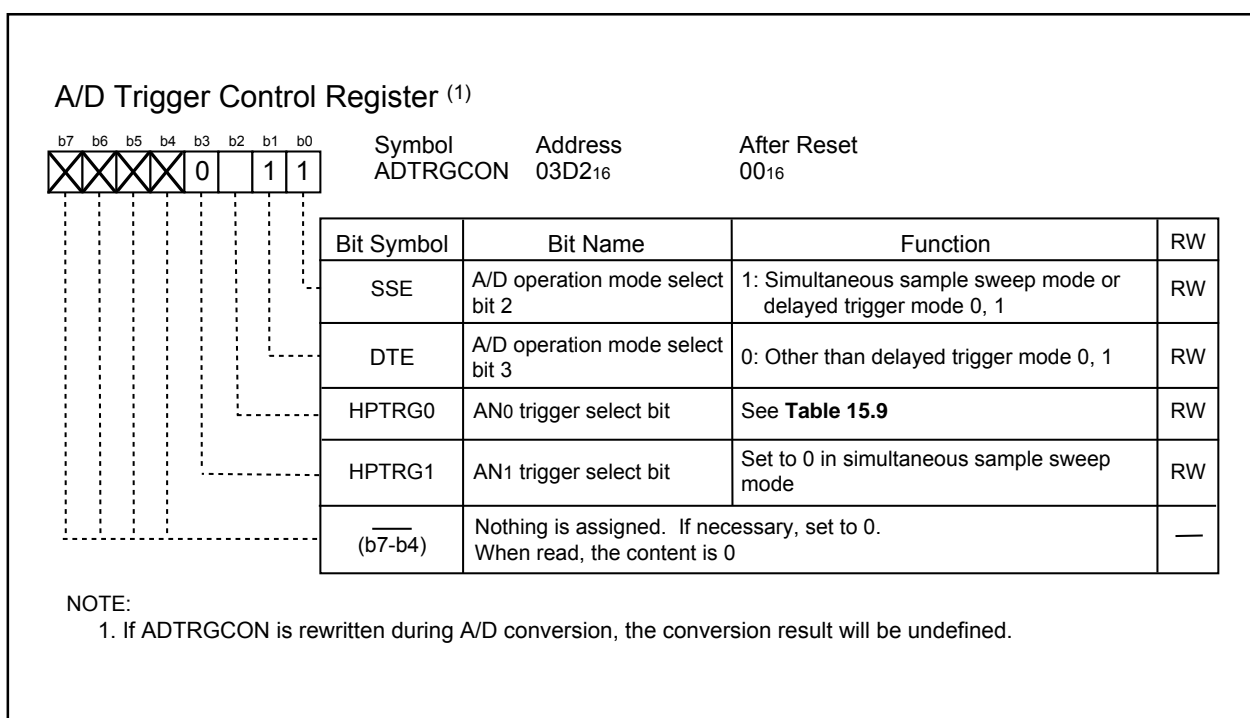 A/D Trigger Control Register (1)
b7 b6 b5 b4 b3 b2 b1 b0
0 1 1
Symbol Address After Reset
ADTRGCON 03D216 0016
Bit Symbol Bit Name Function RW
SSE A/D operation mode select bit 2 1: Simultaneous sample sweep mode or delayed trigger mode 0, 1 RW
DTE A/D operation mode select bit 3 0: Other than delayed trigger mode 0, 1 RW
HPTRG0 AN0 trigger select bit See Table 15.9 RW
HPTRG1 AN1 trigger select bit Set to 0 in simultaneous sample sweep mode RW
(b7-b4) Nothing is assigned. If necessary, set to 0. When read, the content is 0 —
NOTE:
1. If ADTRGCON is rewritten during A/D conversion, the conversion result will be undefined.